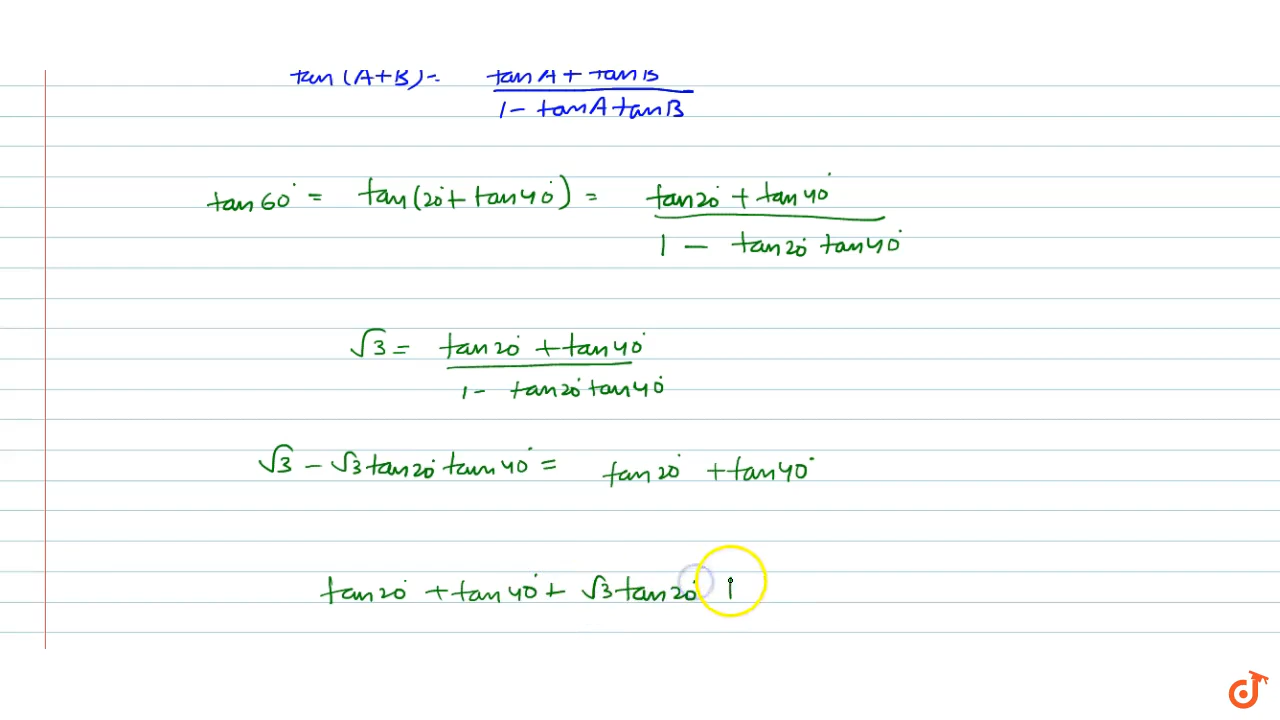 tan (A+B) = tanA + tanB
1 - tanA tanB
tan 60° = tan (20° + tan 40°) = tan 20° + tan 40°
1 - tan 20° tan 40°
√3 = tan 20° + tan 40°
1 - tan 20° tan 40°
√3 - √3 tan 20° tan 40° = tan 20° + tan 40°
tan 20° + tan 40° + √3 tan 20°